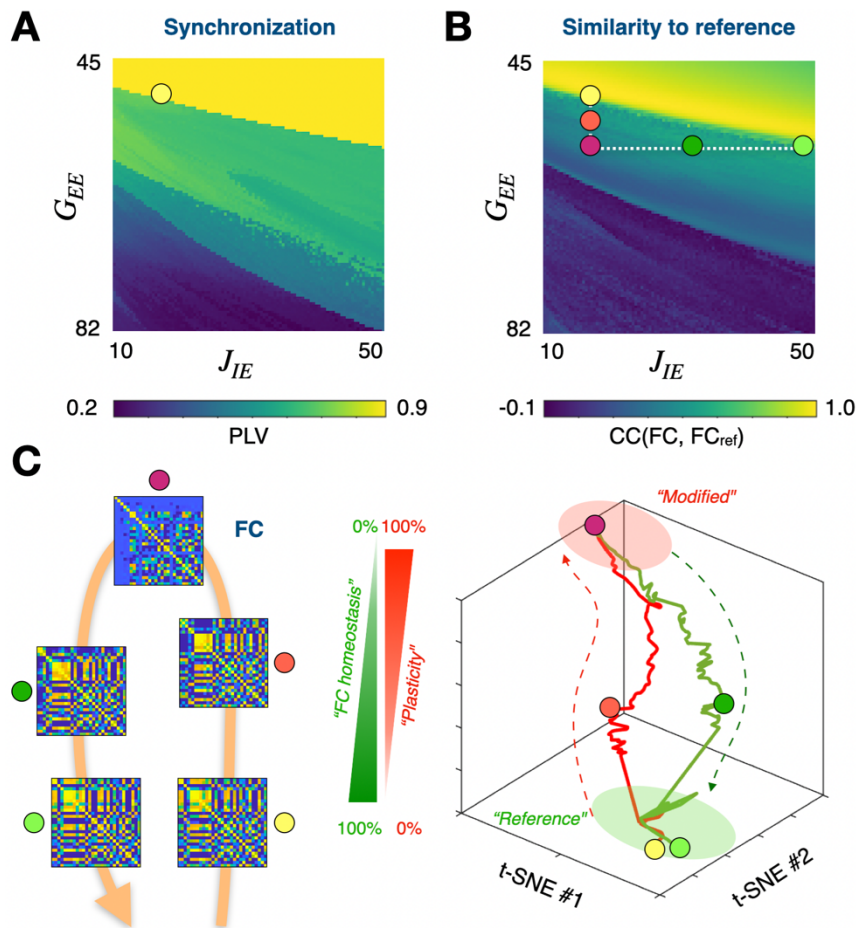 A
Synchronization
45
G_EE
82
10
J_IE
50
0.2
0.9
PLV
B
Similarity to reference
45
G_EE
82
10
J_IE
50
-0.1
1.0
CC(FC, FC_ref)
C
FC
0%
100%
"FC homeostasis"
"Plasticity"
100%
0%
"Modified"
"Reference"
t-SNE #1
t-SNE #2